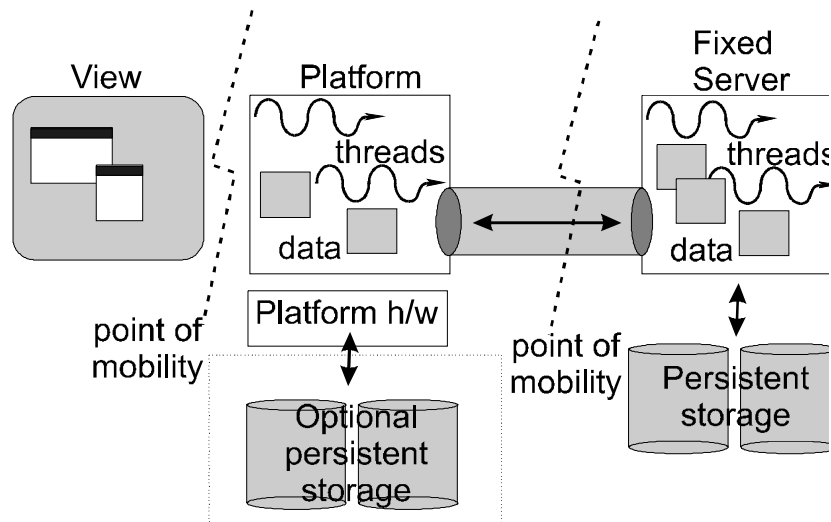 View
Platform
Fixed
Server
threads
threads
data
data
Platform h/w
point of
mobility
point of
mobility
Optional
persistent
storage
Persistent
storage